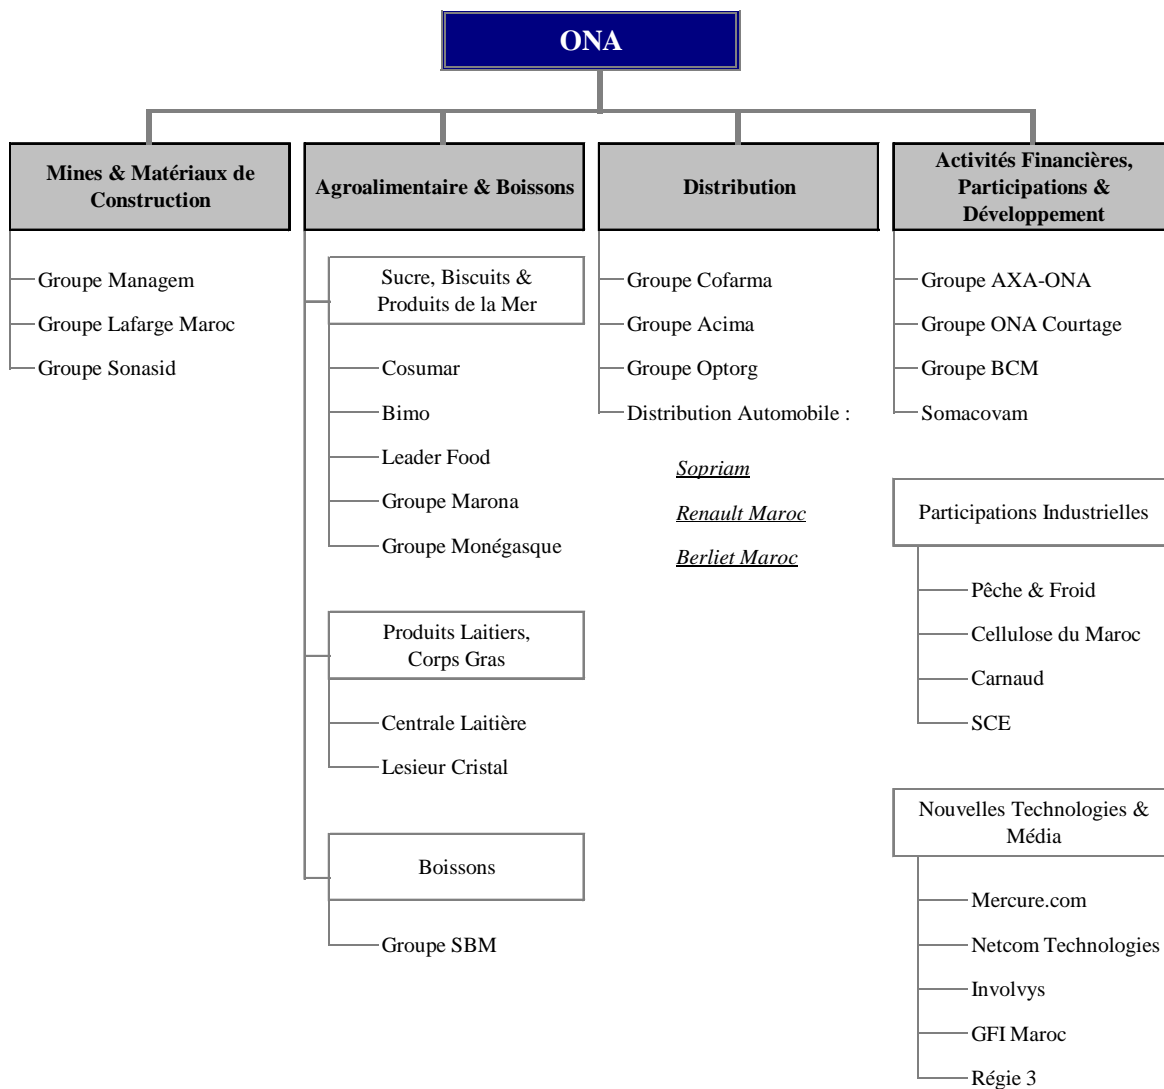 ONA
Mines & Matériaux de
Construction
Groupe Managem
Groupe Lafarge Maroc
Groupe Sonasid
Agroalimentaire & Boissons
Sucre, Biscuits &
Produits de la Mer
Cosumar
Bimo
Leader Food
Groupe Marona
Groupe Monégasque
Produits Laitiers,
Corps Gras
Centrale Laitière
Lesieur Cristal
Boissons
Groupe SBM
Distribution
Groupe Cofarma
Groupe Acima
Groupe Optorg
Distribution Automobile :
Sopriam
Renault Maroc
Berliet Maroc
Activités Financières,
Participations &
Développement
Groupe AXA-ONA
Groupe ONA Courtage
Groupe BCM
Somacovam
Participations Industrielles
Pêche & Froid
Cellulose du Maroc
Carnaud
SCE
Nouvelles Technologies &
Média
Mercure.com
Netcom Technologies
Involvys
GFI Maroc
Régie 3